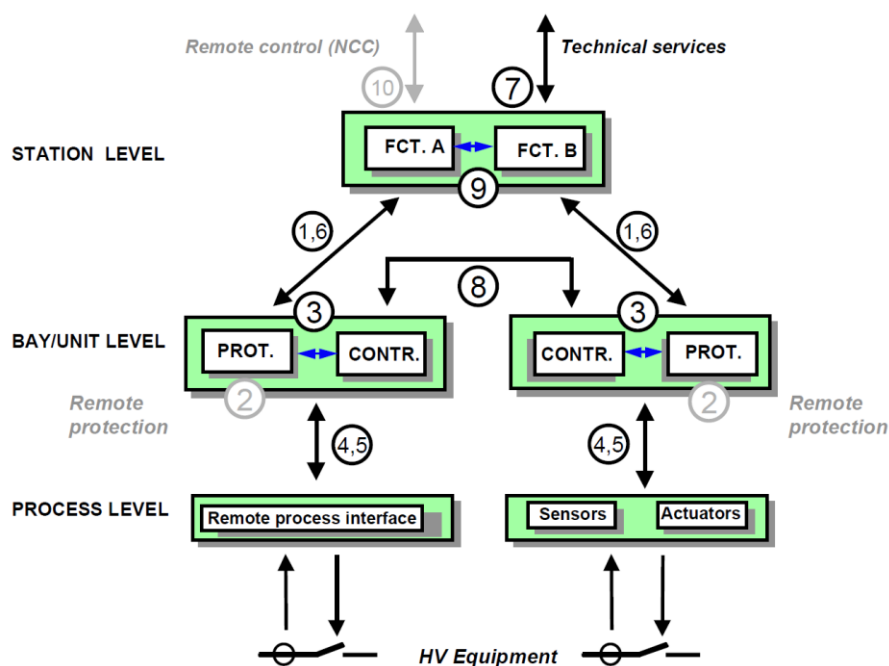 Remote control (NCC)
Technical services
10
7
STATION LEVEL
FCT. A
FCT. B
9
1,6
1,6
8
3
3
BAY/UNIT LEVEL
PROT.
CONTR.
CONTR.
PROT.
2
2
Remote
protection
Remote
protection
4,5
4,5
PROCESS LEVEL
Remote process interface
Sensors
Actuators
HV Equipment